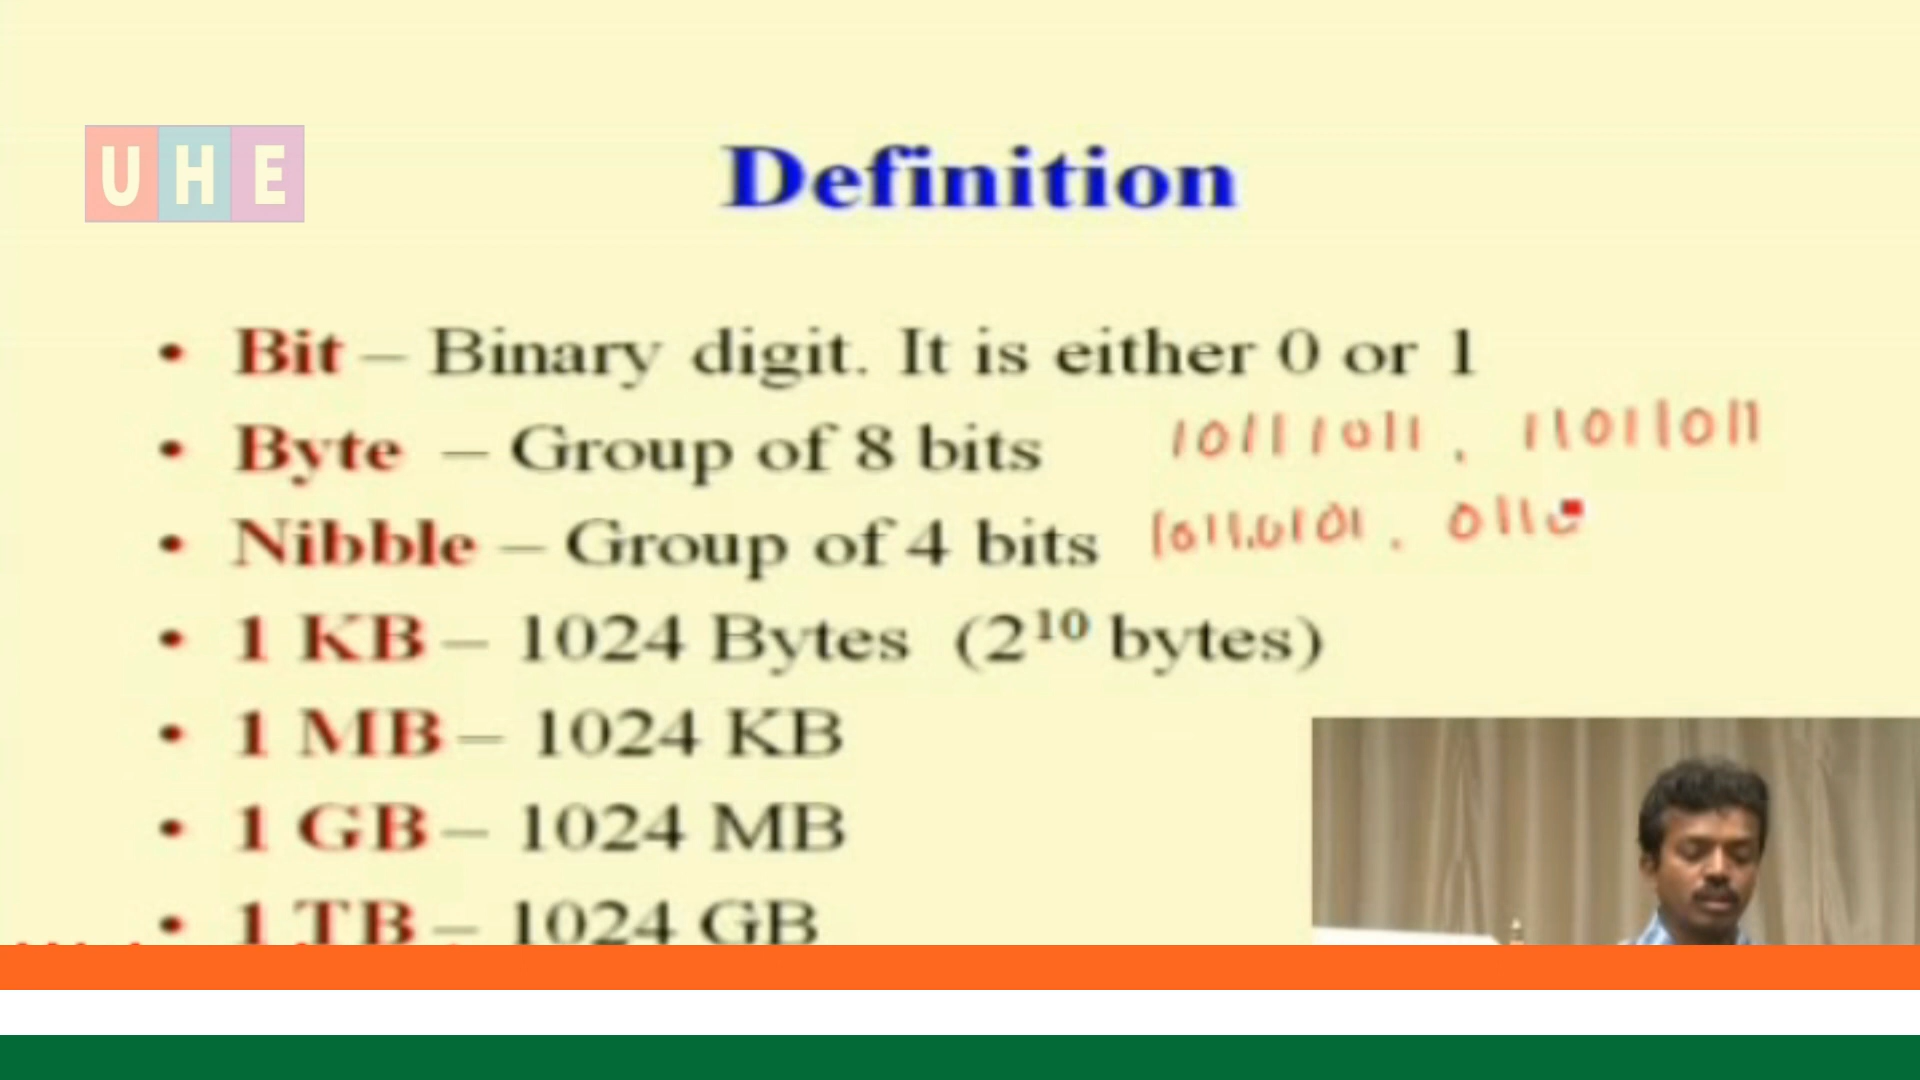 UHE
Definition
• Bit – Binary digit. It is either 0 or 1
• Byte – Group of 8 bits 10111011 , 11011011
• Nibble – Group of 4 bits 1011,0101 , 0110
• 1 KB – 1024 Bytes (2¹⁰ bytes)
• 1 MB – 1024 KB
• 1 GB – 1024 MB
• 1 TB – 1024 GB